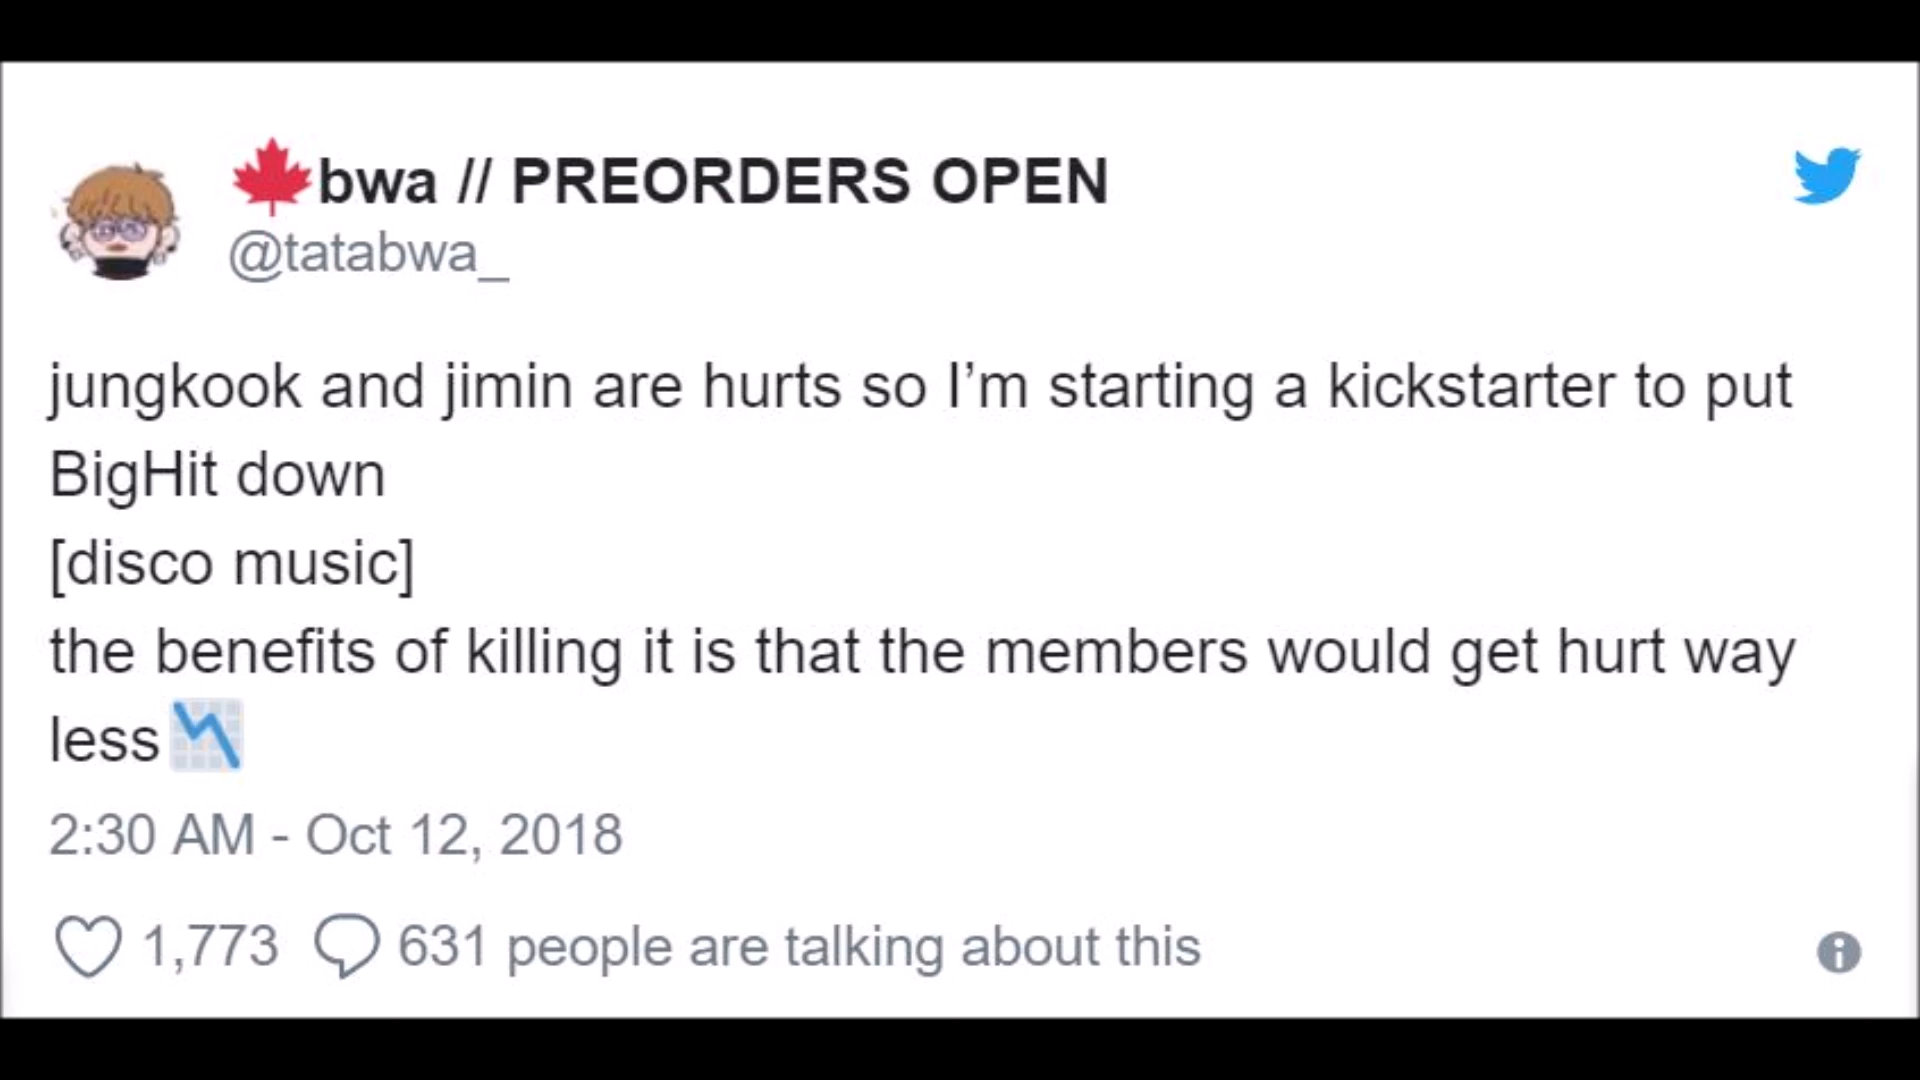 🍁bwa // PREORDERS OPEN
@tatabwa_
jungkook and jimin are hurts so I’m starting a kickstarter to put
BigHit down
[disco music]
the benefits of killing it is that the members would get hurt way
less📉
2:30 AM - Oct 12, 2018
1,773 631 people are talking about this